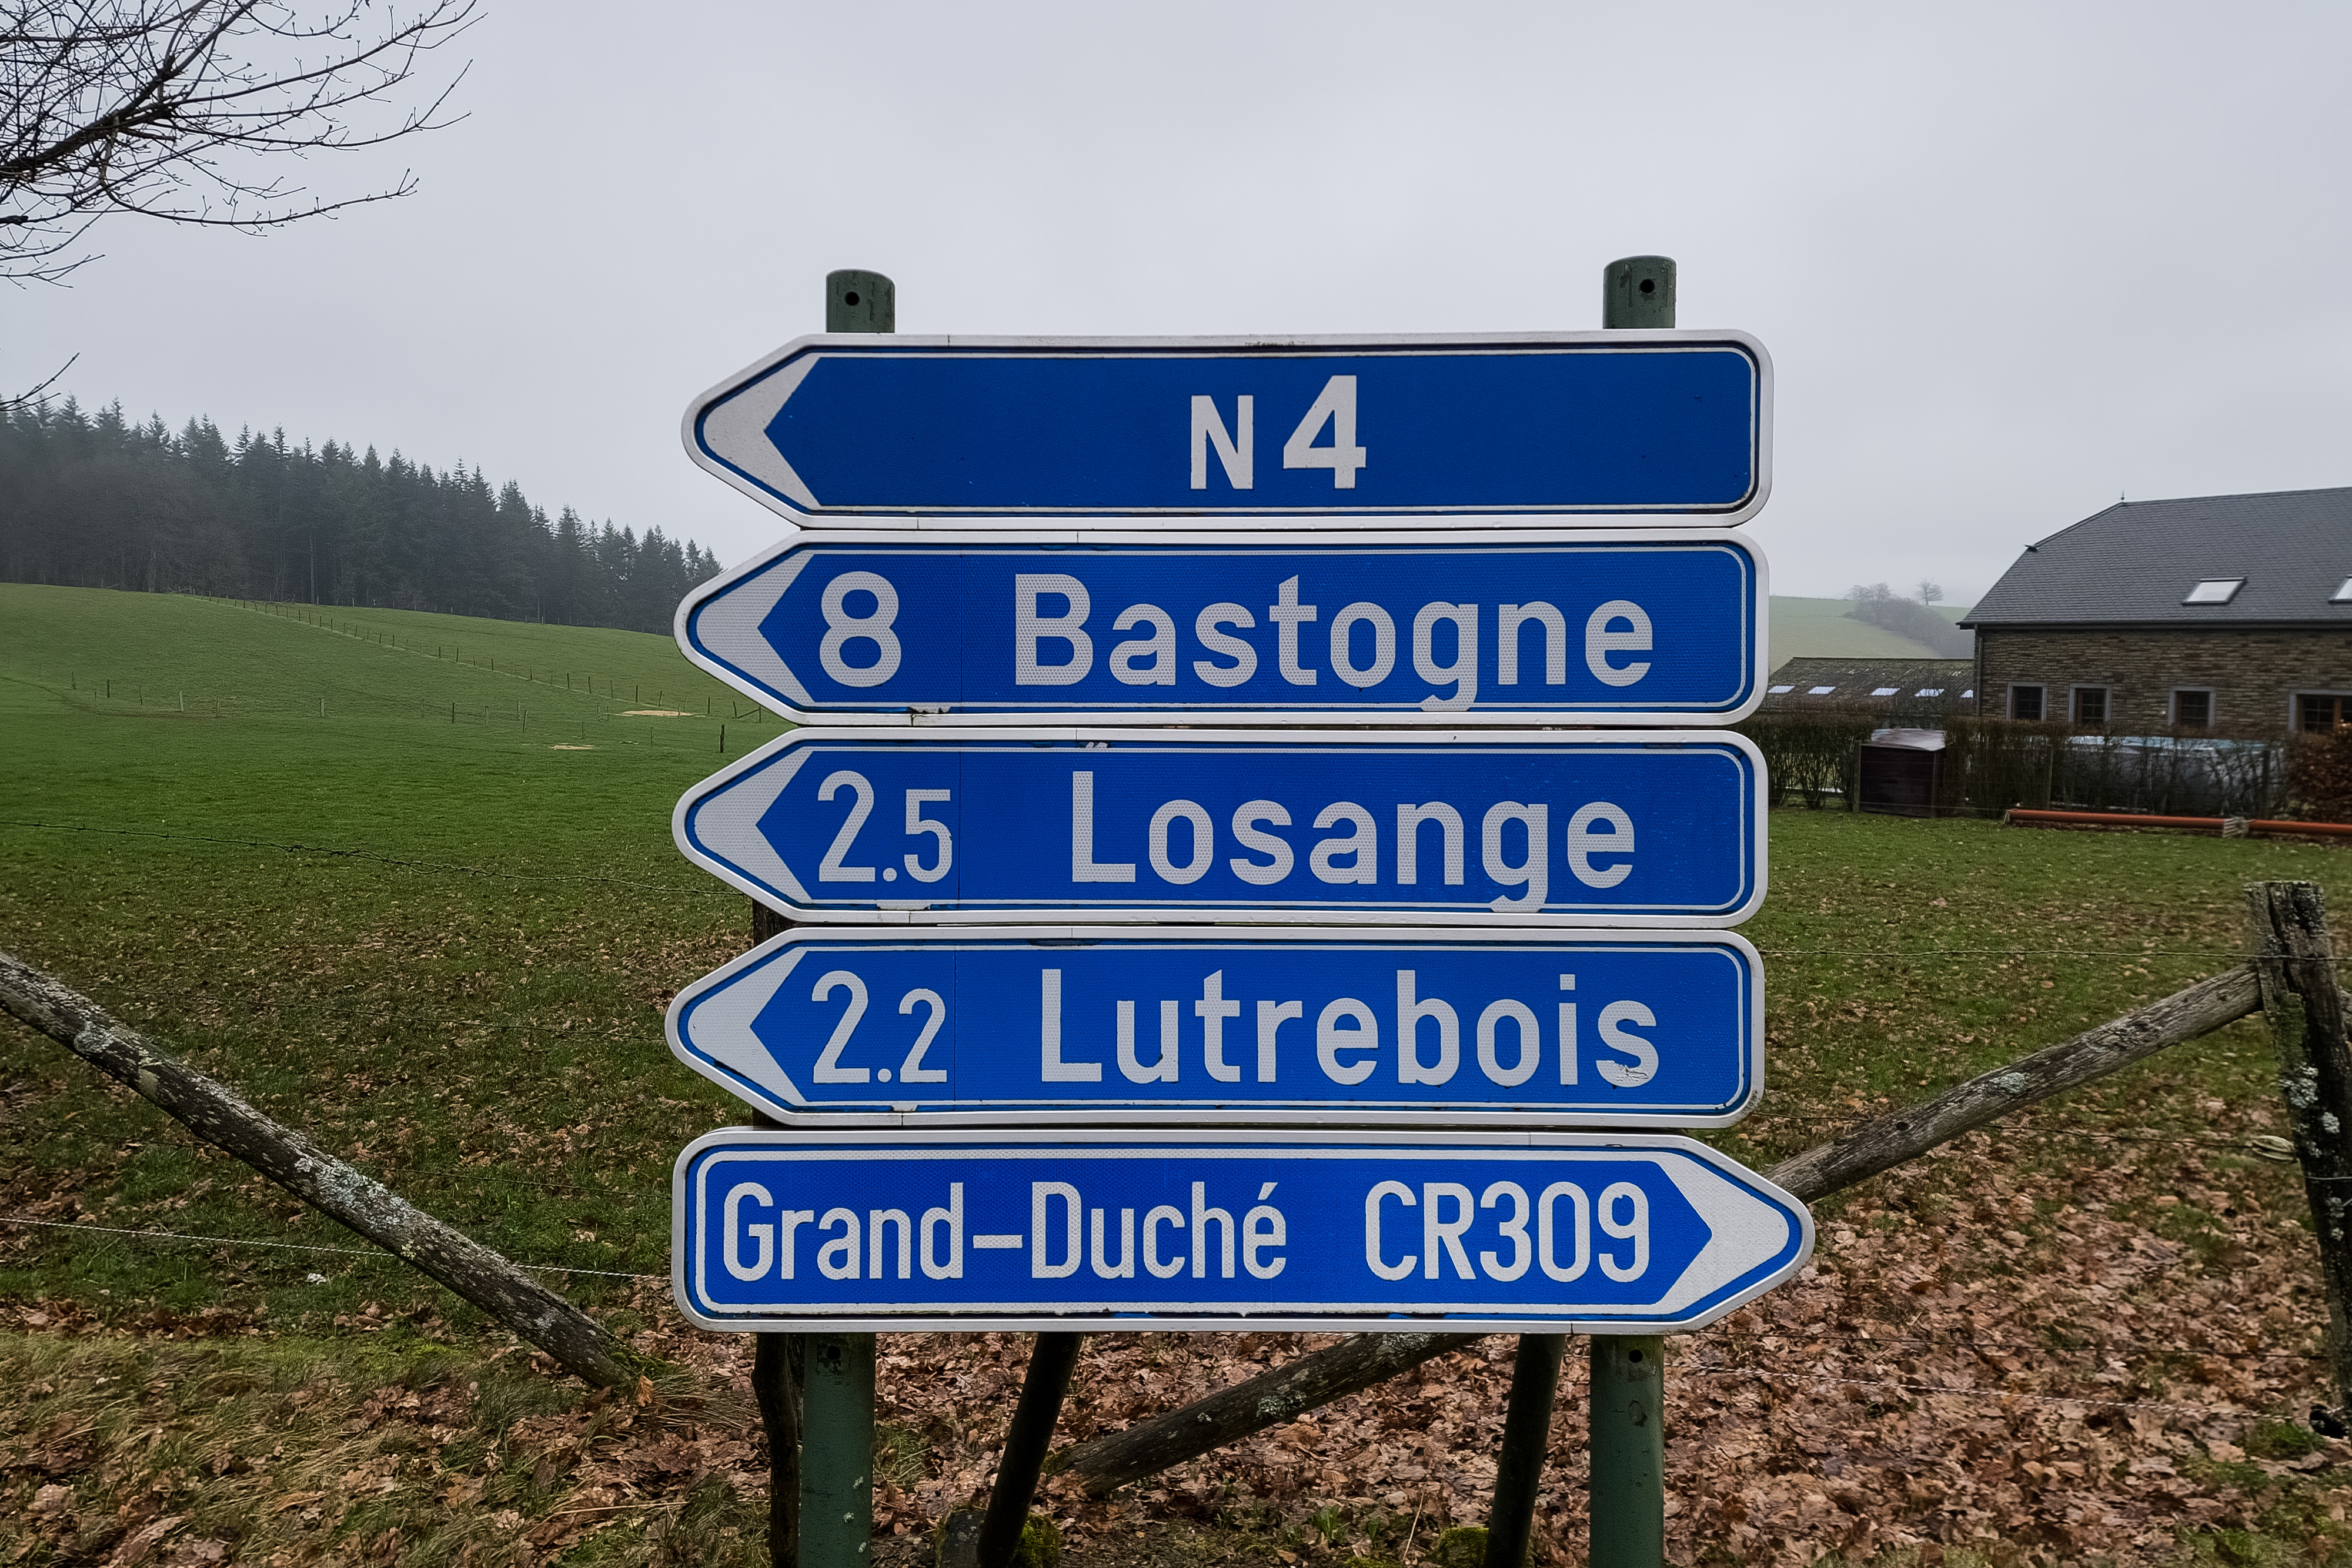 N4
8 Bastogne
2.5 Losange
2.2 Lutrebois
Grand-Duché CR309